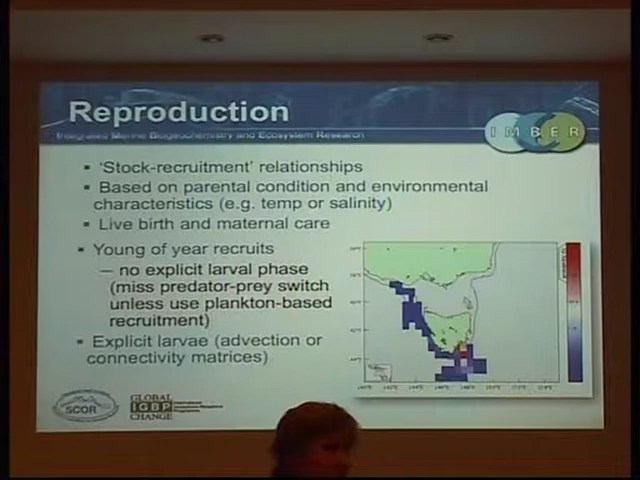 Reproduction
Integrated Marine Biogeochemistry and Ecosystem Research
IMBER
▪ 'Stock-recruitment' relationships
▪ Based on parental condition and environmental
characteristics (e.g. temp or salinity)
▪ Live birth and maternal care
▪ Young of year recruits
– no explicit larval phase
(miss predator-prey switch
unless use plankton-based
recruitment)
▪ Explicit larvae (advection or
connectivity matrices)
SCOR
GLOBAL
IGBP
CHANGE